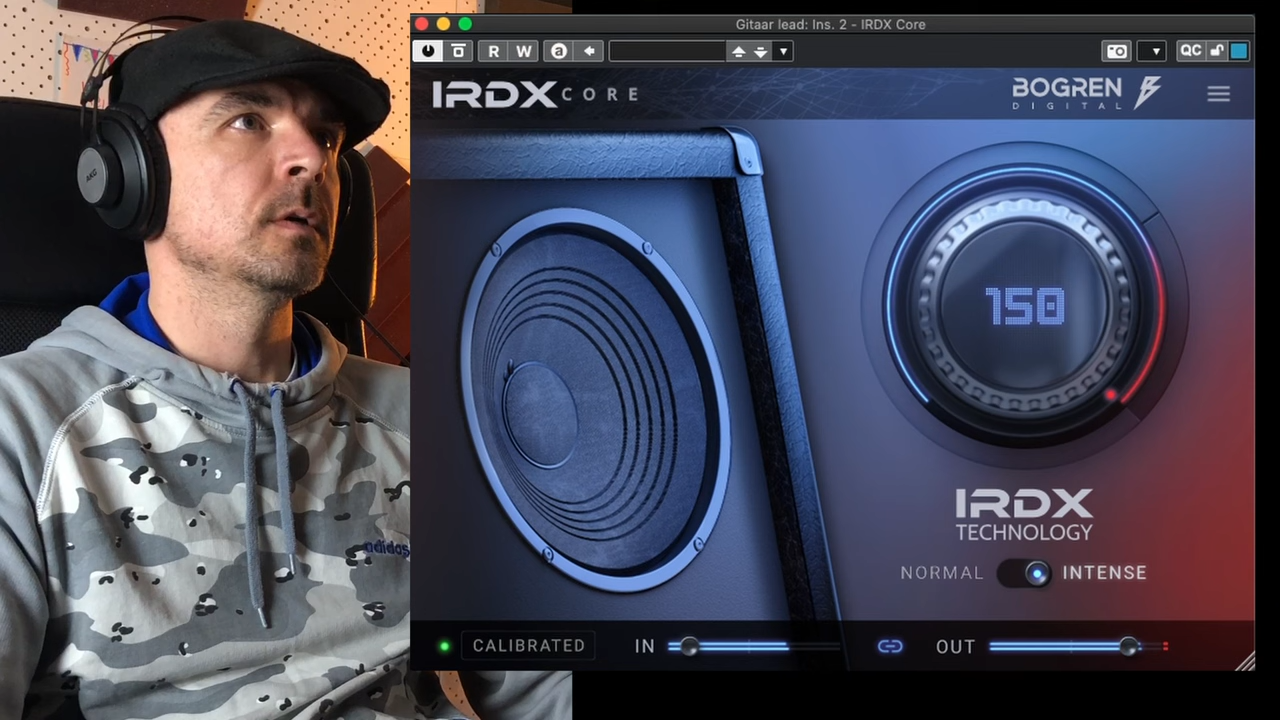 Gitaar lead: Ins. 2 - IRDX Core
R W a QC
IRDX CORE
BOGREN
DIGITAL
AKG
150
IRDX
TECHNOLOGY
NORMAL INTENSE
adidas
CALIBRATED IN OUT